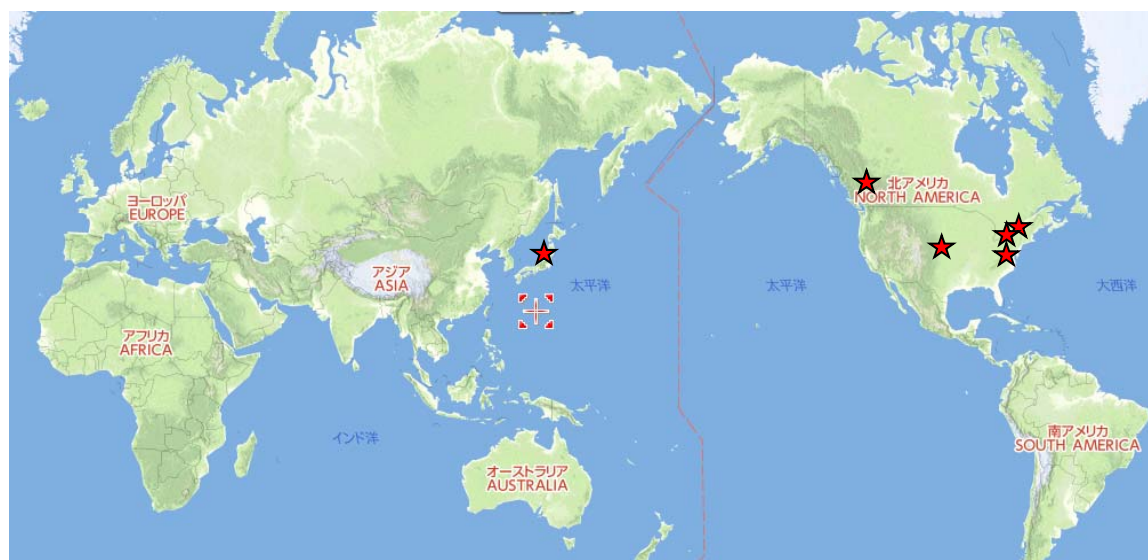 ヨーロッパ
EUROPE
北アメリカ
NORTH AMERICA
アジア
ASIA
太平洋
太平洋
大西洋
アフリカ
AFRICA
インド洋
オーストラリア
AUSTRALIA
南アメリカ
SOUTH AMERICA